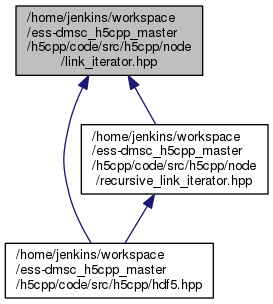 /home/jenkins/workspace
/ess-dmsc_h5cpp_master
/h5cpp/code/src/h5cpp/node
/link_iterator.hpp
/home/jenkins/workspace
/ess-dmsc_h5cpp_master
/h5cpp/code/src/h5cpp/node
/recursive_link_iterator.hpp
/home/jenkins/workspace
/ess-dmsc_h5cpp_master
/h5cpp/code/src/h5cpp/hdf5.hpp